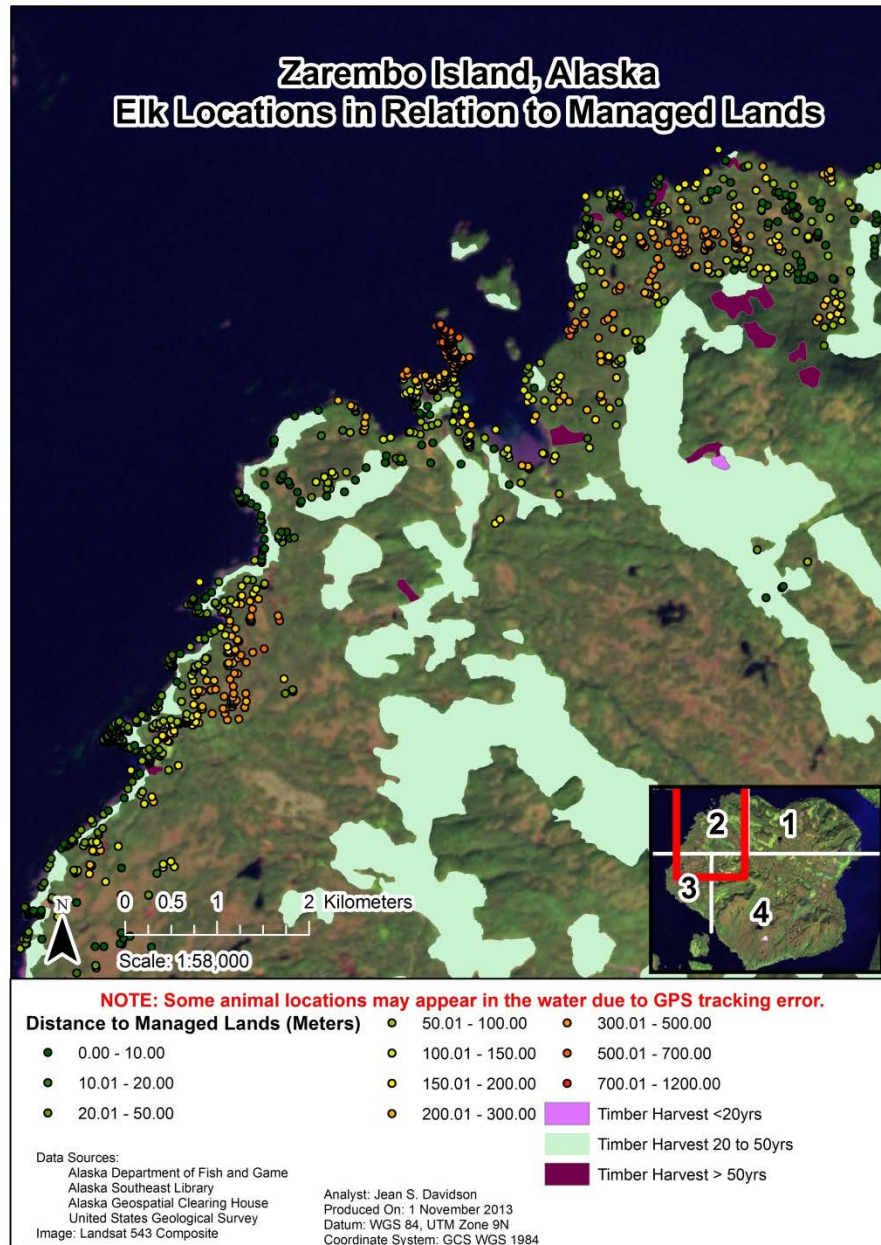 Zarembo Island, Alaska
Elk Locations in Relation to Managed Lands
2
1
3
4
N
0 0.5 1 2 Kilometers
Scale: 1:58,000
NOTE: Some animal locations may appear in the water due to GPS tracking error.
Distance to Managed Lands (Meters)
0.00 - 10.00
10.01 - 20.00
20.01 - 50.00
50.01 - 100.00
100.01 - 150.00
150.01 - 200.00
200.01 - 300.00
300.01 - 500.00
500.01 - 700.00
700.01 - 1200.00
Timber Harvest <20yrs
Timber Harvest 20 to 50yrs
Timber Harvest > 50yrs
Data Sources:
Alaska Department of Fish and Game
Alaska Southeast Library
Alaska Geospatial Clearing House
United States Geological Survey
Image: Landsat 543 Composite
Analyst: Jean S. Davidson
Produced On: 1 November 2013
Datum: WGS 84, UTM Zone 9N
Coordinate System: GCS WGS 1984